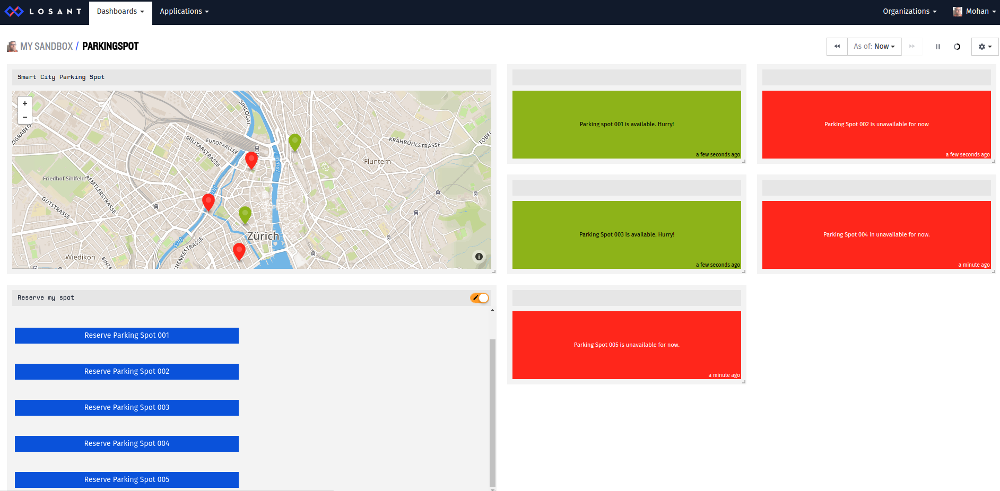 LOSANT
Dashboards
Applications
Organizations
Mohan
MY SANDBOX / PARKINGSPOT
As of: Now
Smart City Parking Spot
+
−
SIHLQUAI
ZIGRABEN
MILITÄRSTRASSE
EUROPAALLEE
Limmat
KRÄHBÜHLSTRASSE
TOBEL
Fluntern
Friedhof Sihlfeld
AEMTLERSTRASSE
GUTSTRASSE
Sihl
Zürich
Sihl
Wiedikon
BINZ
HENKESTRASSE
Parking spot 001 is available. Hurry!
a few seconds ago
Parking Spot 002 is unavailable for now
a few seconds ago
Parking Spot 003 is available. Hurry!
a few seconds ago
Parking Spot 004 in unavailable for now.
a minute ago
Reserve my spot
Reserve Parking Spot 001
Reserve Parking Spot 002
Reserve Parking Spot 003
Reserve Parking Spot 004
Reserve Parking Spot 005
Parking Spot 005 is unavailable for now.
a minute ago